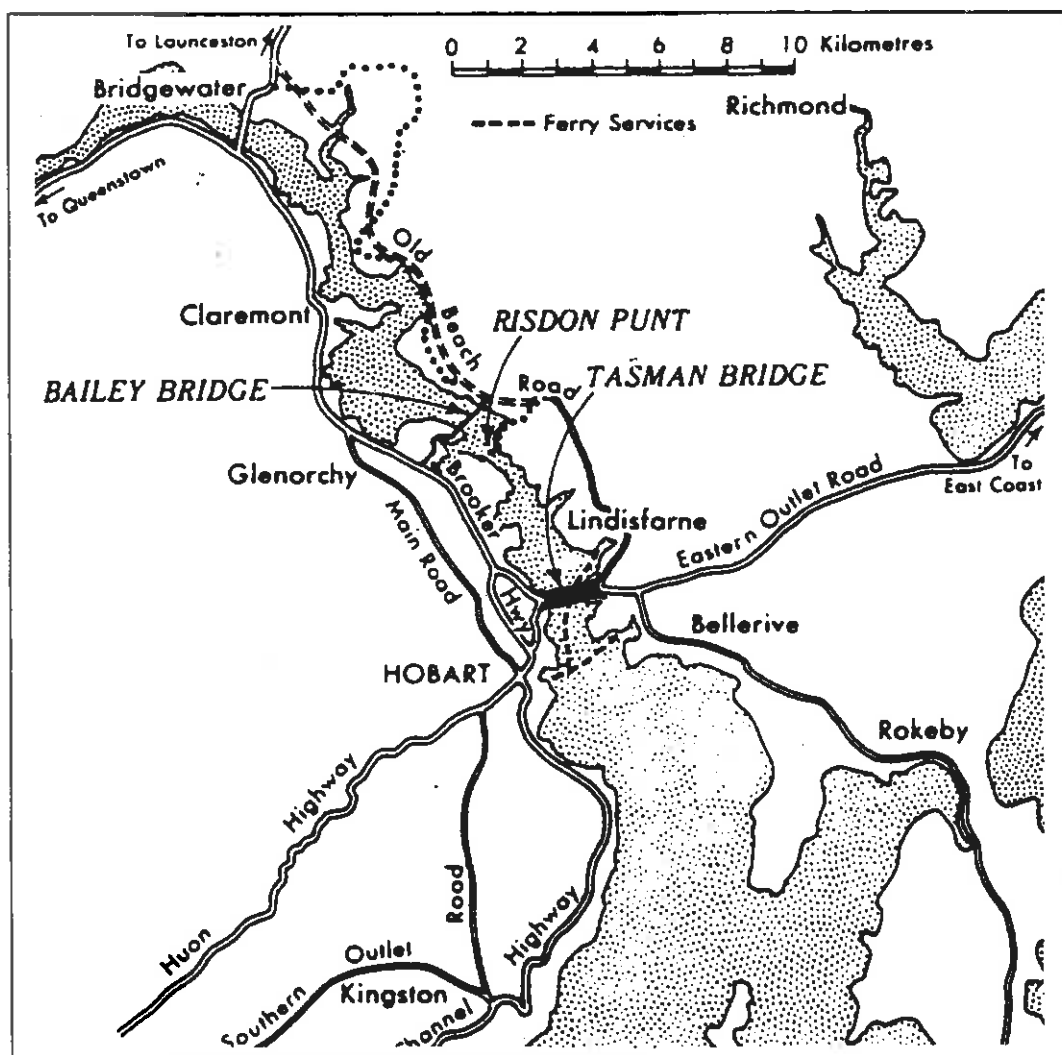 To Launceston
0 2 4 6 8 10 Kilometres
Bridgewater
Richmond
Ferry Services
To Queenstown
Old
Beach
Road
Claremont
RISDON PUNT
TASMAN BRIDGE
BAILEY BRIDGE
Glenorchy
Brooker
Hwy
Main Road
Lindisfarne
Eastern Outlet Road
To
East Coast
Bellerive
HOBART
Rokeby
Huon
Highway
Road
Highway
Outlet
Kingston
Southern
Channel